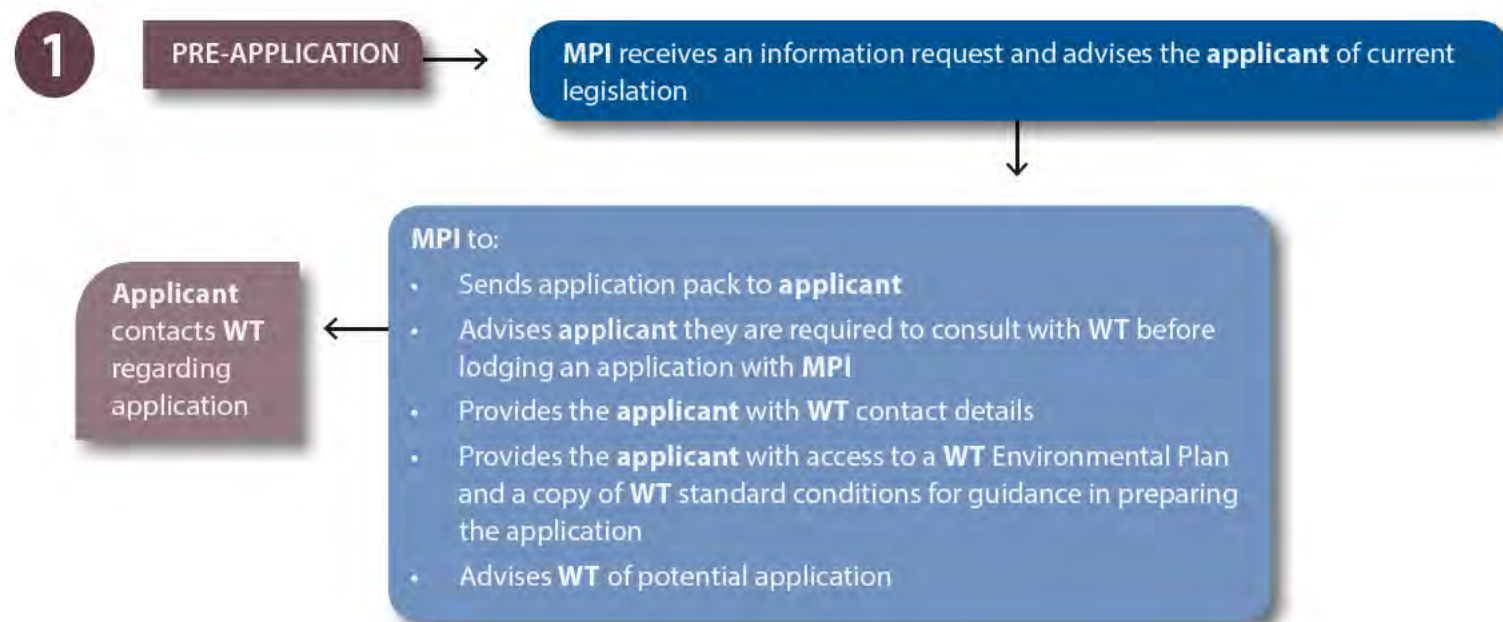 1
PRE-APPLICATION
MPI receives an information request and advises the applicant of current
legislation
MPI to:
• Sends application pack to applicant
• Advises applicant they are required to consult with WT before
lodging an application with MPI
• Provides the applicant with WT contact details
• Provides the applicant with access to a WT Environmental Plan
and a copy of WT standard conditions for guidance in preparing
the application
• Advises WT of potential application
Applicant
contacts WT
regarding
application